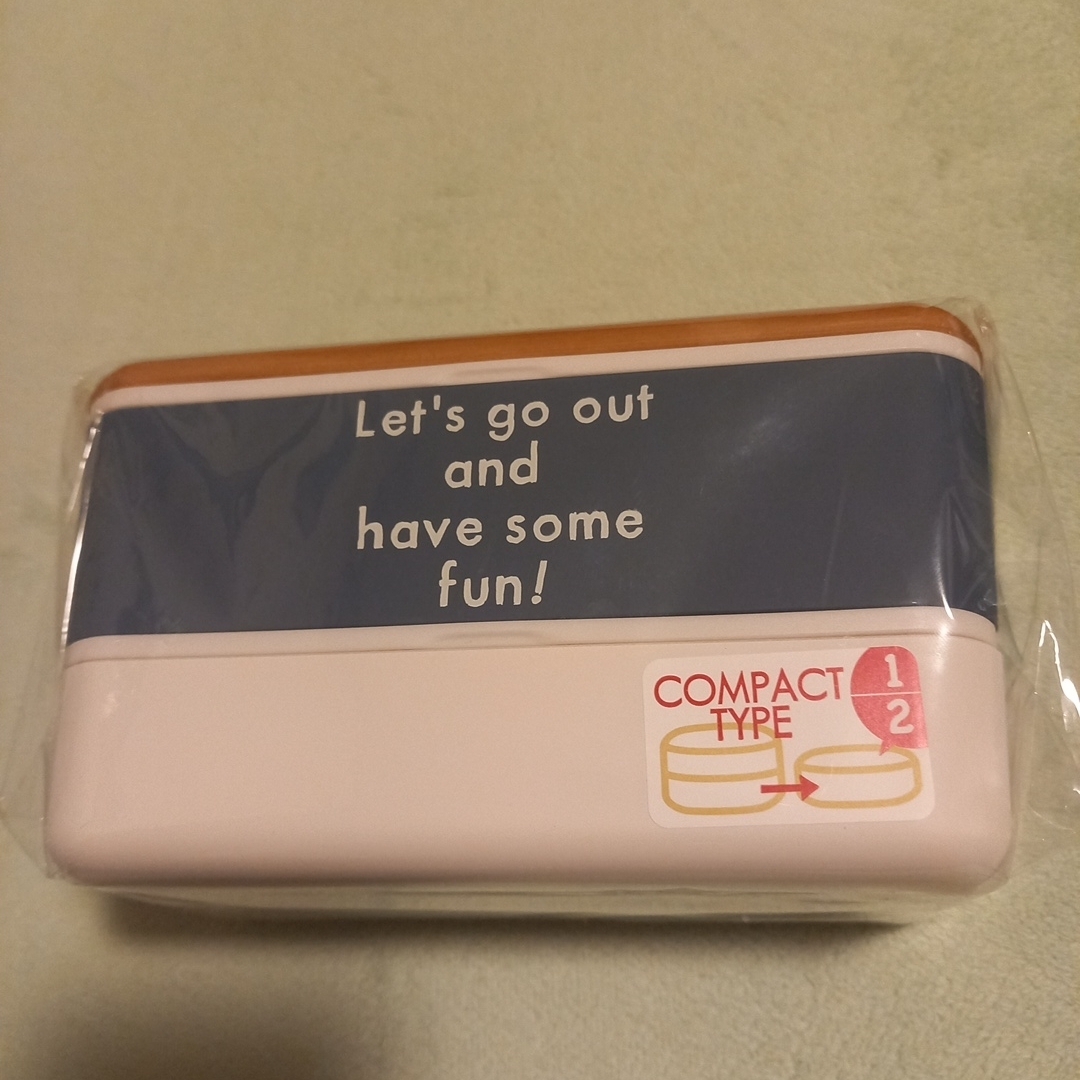 Let's go out
and
have some
fun!
COMPACT
TYPE
1
2